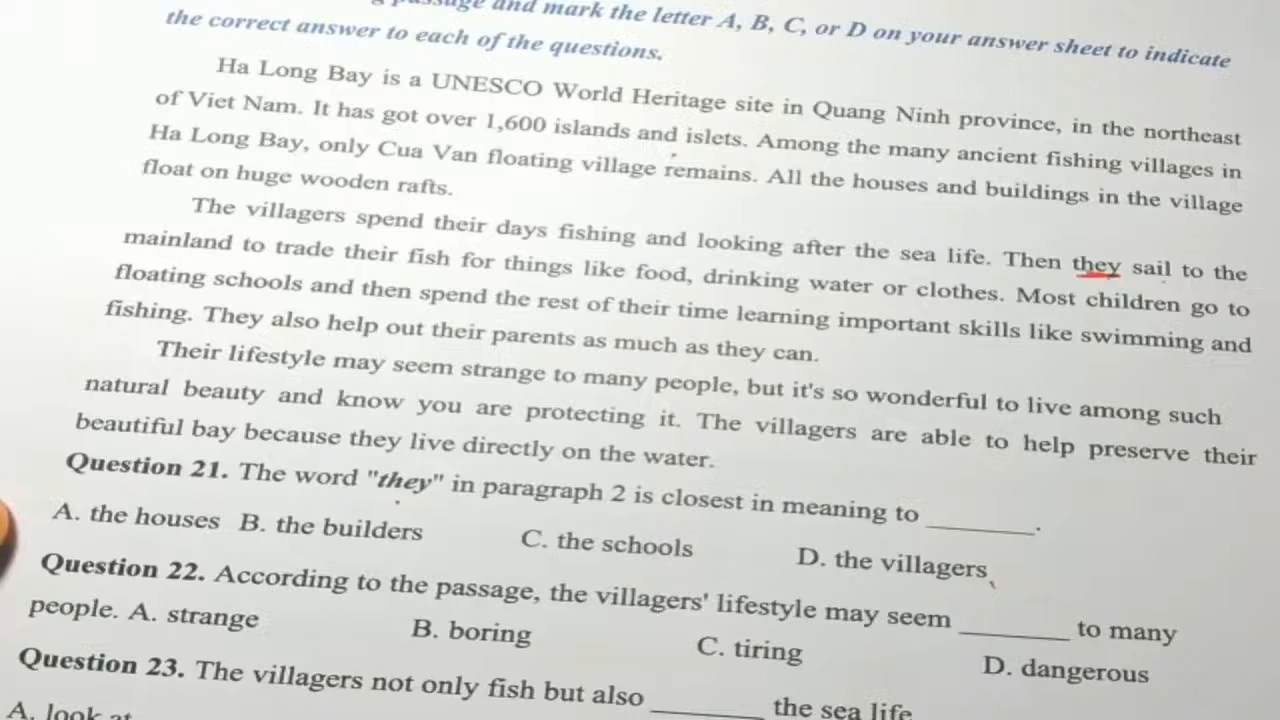 and mark the letter A, B, C, or D on your answer sheet to indicate
the correct answer to each of the questions.
Ha Long Bay is a UNESCO World Heritage site in Quang Ninh province, in the northeast
of Viet Nam. It has got over 1,600 islands and islets. Among the many ancient fishing villages in
Ha Long Bay, only Cua Van floating village remains. All the houses and buildings in the village
float on huge wooden rafts.
The villagers spend their days fishing and looking after the sea life. Then they sail to the
mainland to trade their fish for things like food, drinking water or clothes. Most children go to
floating schools and then spend the rest of their time learning important skills like swimming and
fishing. They also help out their parents as much as they can.
Their lifestyle may seem strange to many people, but it's so wonderful to live among such
natural beauty and know you are protecting it. The villagers are able to help preserve their
beautiful bay because they live directly on the water.
Question 21. The word "they" in paragraph 2 is closest in meaning to ________.
A. the houses B. the builders C. the schools D. the villagers
Question 22. According to the passage, the villagers' lifestyle may seem ________ to many
people. A. strange B. boring C. tiring D. dangerous
Question 23. The villagers not only fish but also ________ the sea life
A. look at